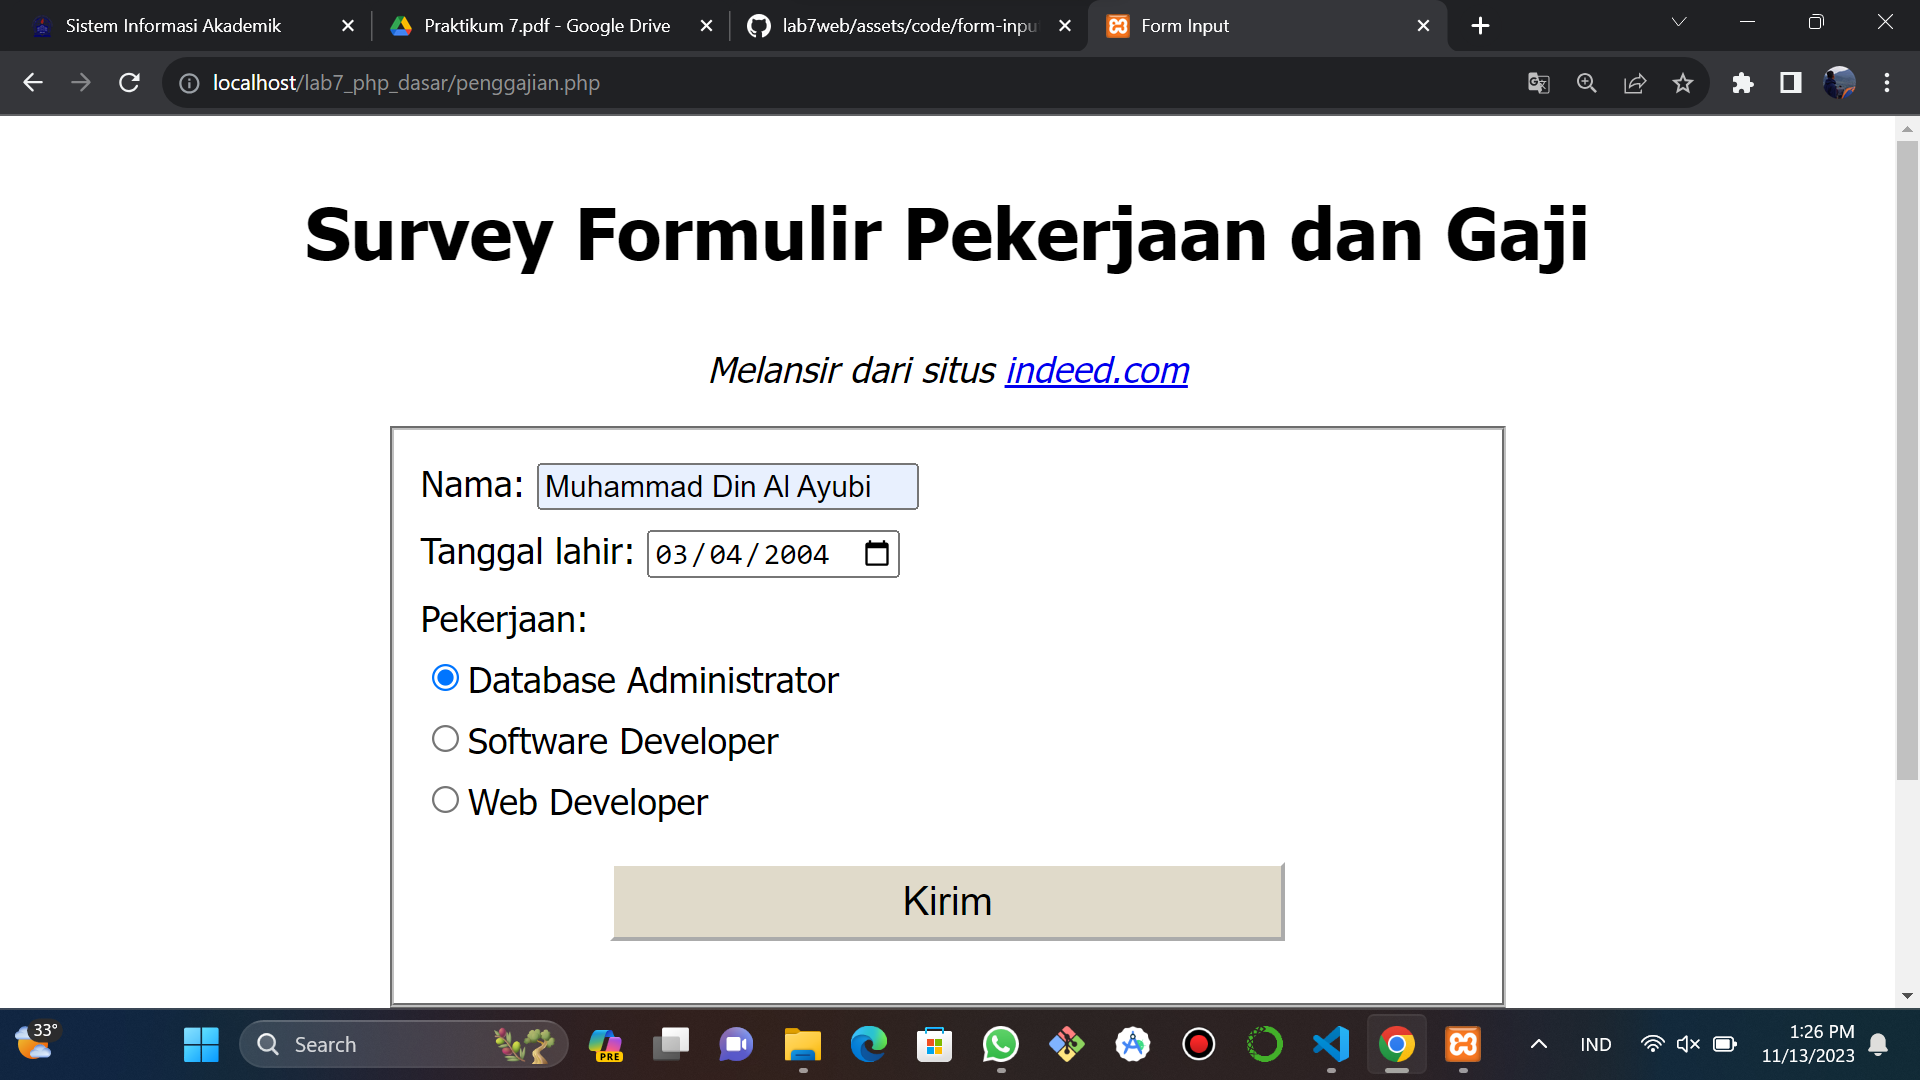 Sistem Informasi Akademik
Praktikum 7.pdf - Google Drive
lab7web/assets/code/form-inpu
Form Input
localhost/lab7_php_dasar/penggajian.php
Survey Formulir Pekerjaan dan Gaji
Melansir dari situs indeed.com
Nama: Muhammad Din Al Ayubi
Tanggal lahir: 03/04/2004
Pekerjaan:
Database Administrator
Software Developer
Web Developer
Kirim
33°
Search
PRE
IND
1:26 PM
11/13/2023